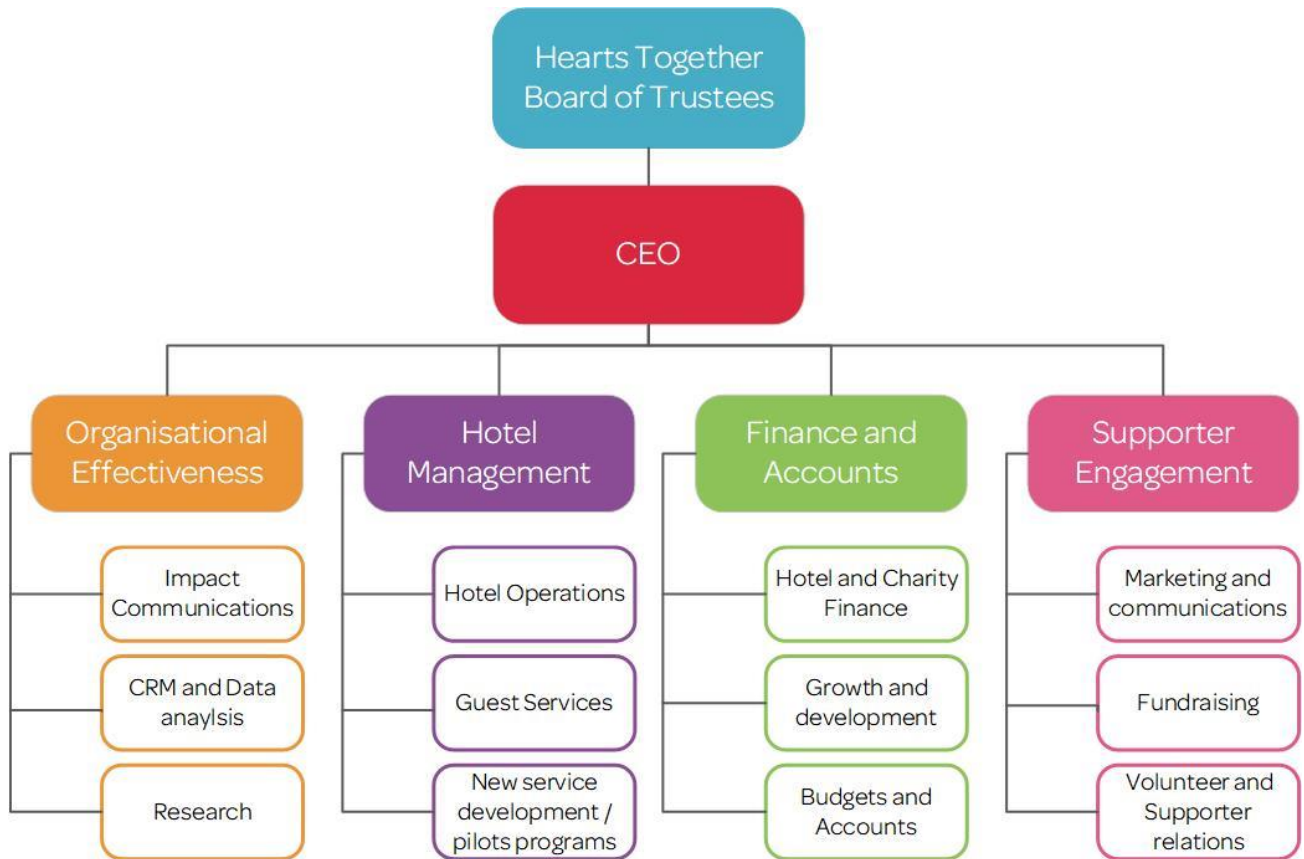 Hearts Together
Board of Trustees
CEO
Organisational
Effectiveness
Impact
Communications
CRM and Data
anaylsis
Research
Hotel
Management
Hotel Operations
Guest Services
New service
development /
pilots programs
Finance and
Accounts
Hotel and Charity
Finance
Growth and
development
Budgets and
Accounts
Supporter
Engagement
Marketing and
communications
Fundraising
Volunteer and
Supporter
relations